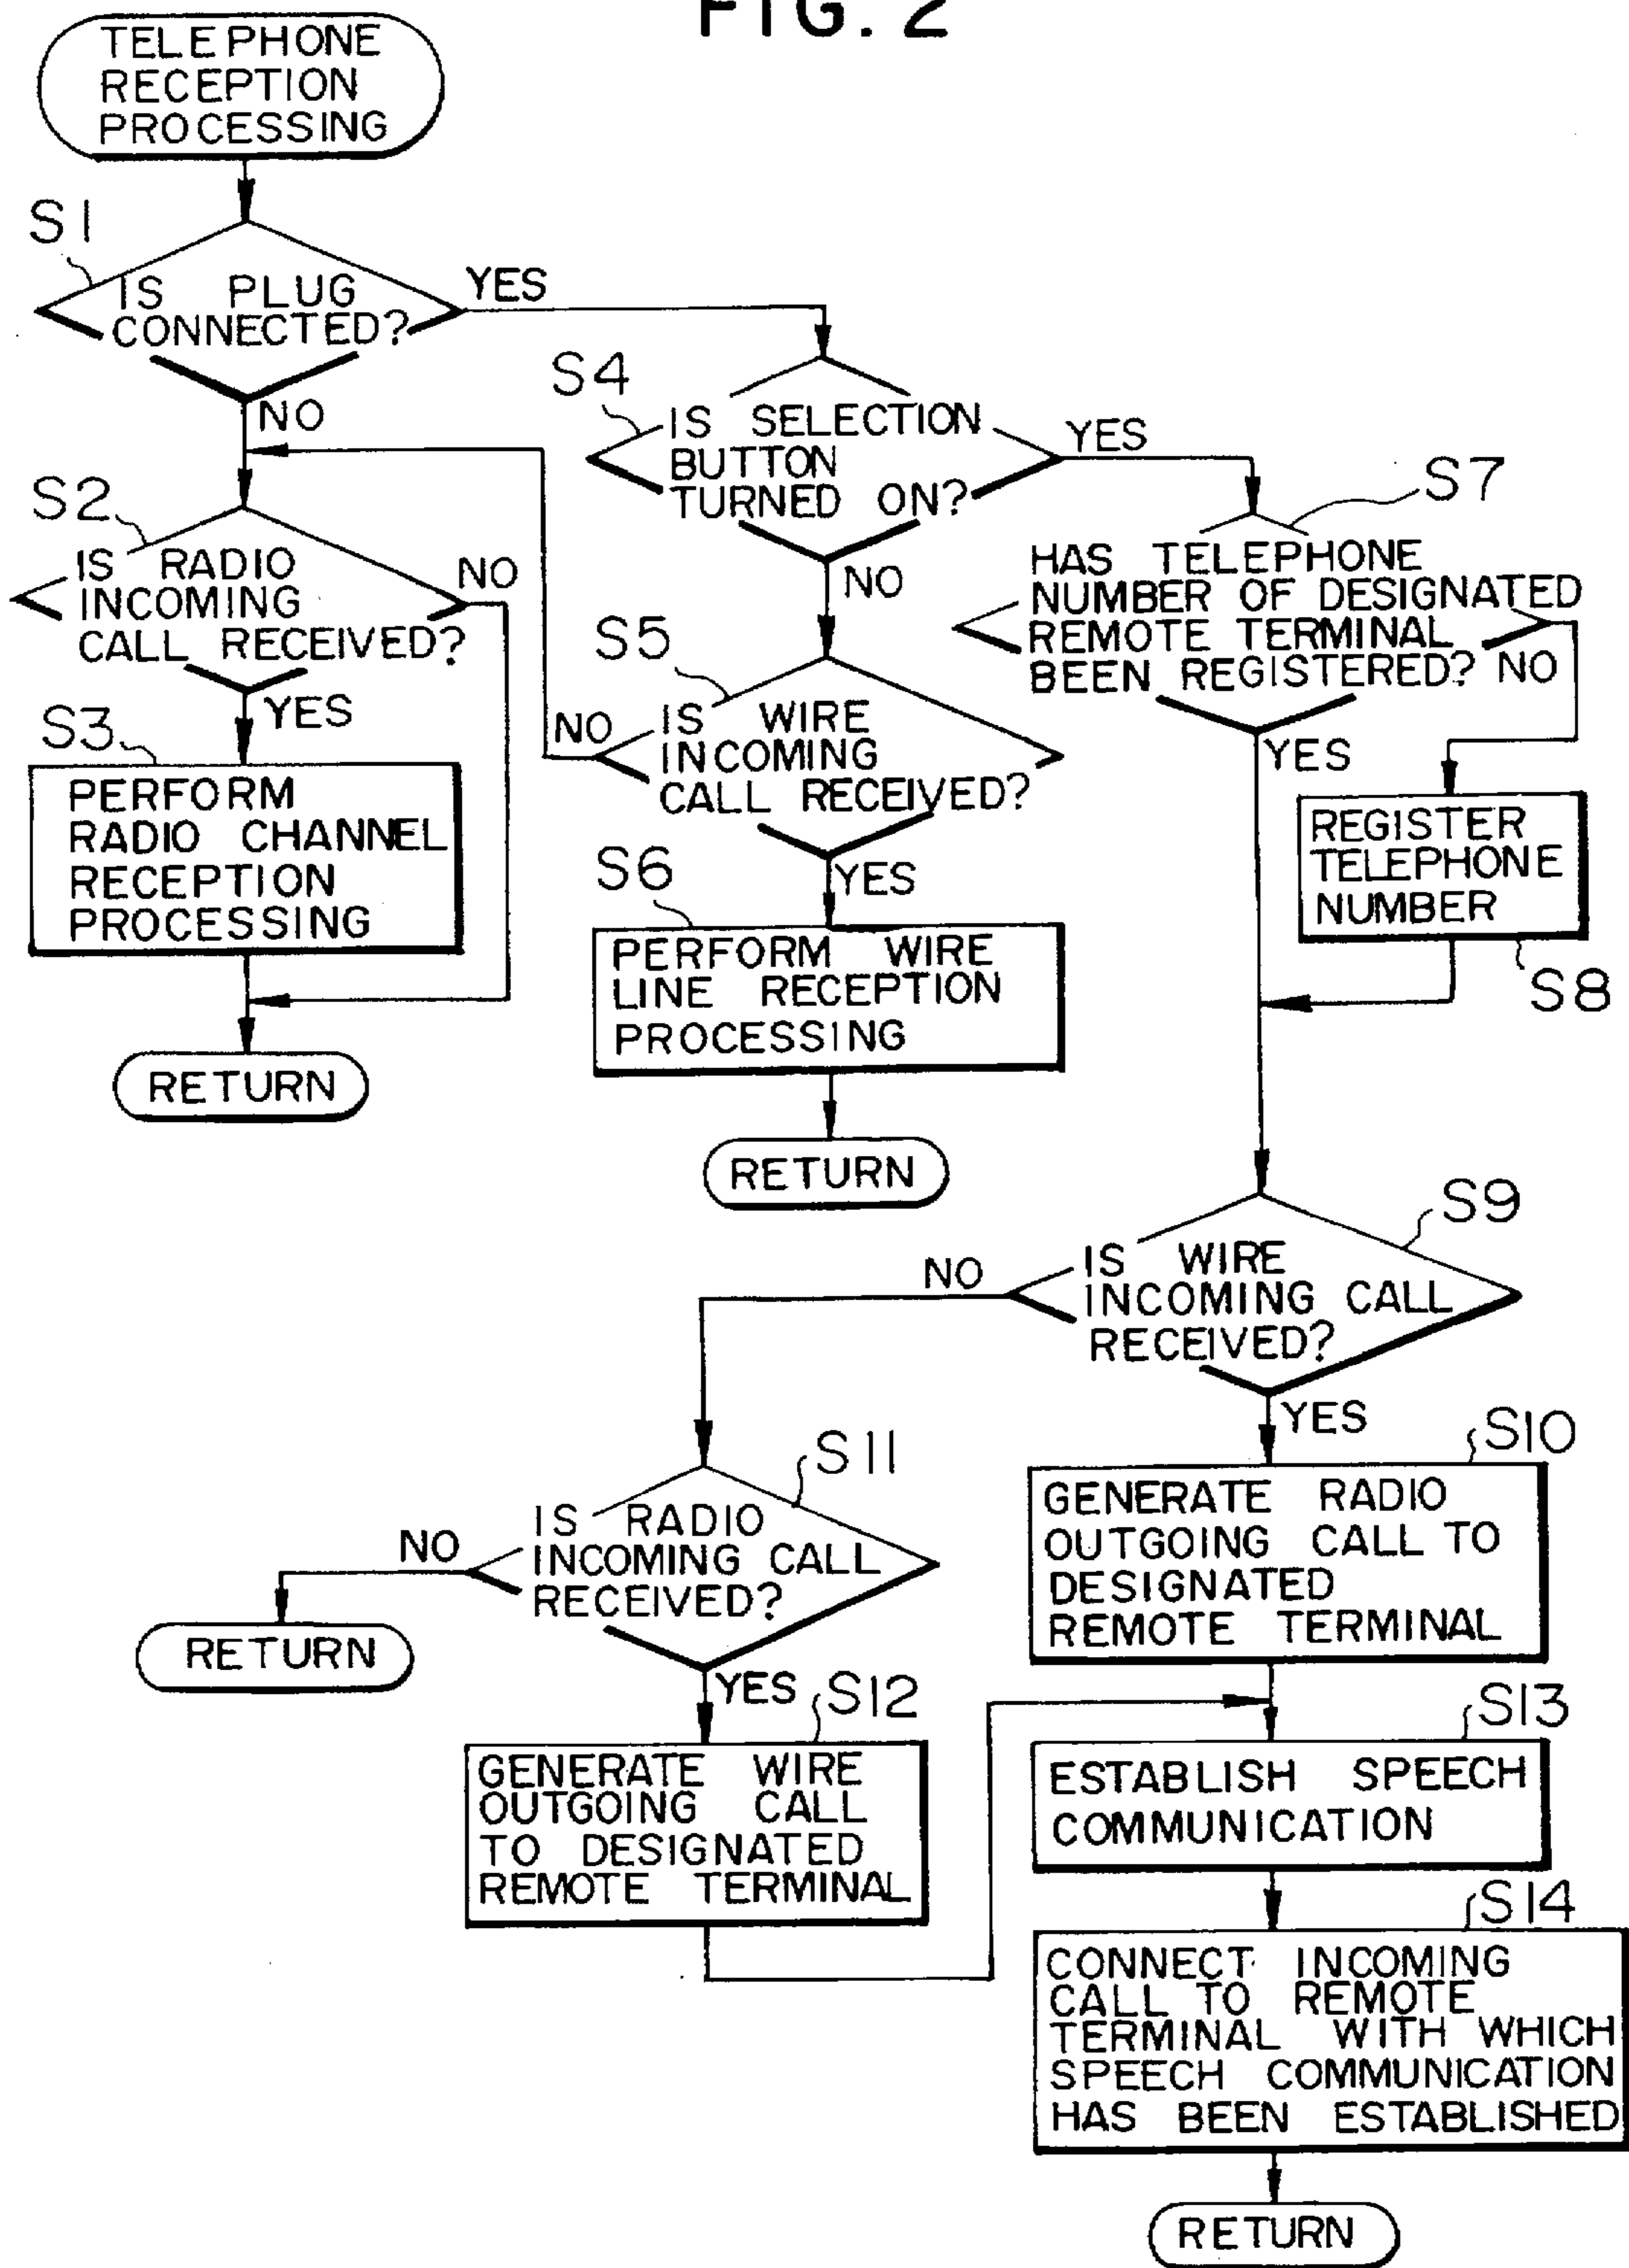 FIG. 2
TELEPHONE
RECEPTION
PROCESSING
S1
IS PLUG
CONNECTED?
YES
NO
S2
IS RADIO
INCOMING
CALL RECEIVED?
NO
YES
S3
PERFORM
RADIO CHANNEL
RECEPTION
PROCESSING
RETURN
S4
IS SELECTION
BUTTON
TURNED ON?
YES
NO
S5
IS WIRE
INCOMING
CALL RECEIVED?
NO
YES
S6
PERFORM WIRE
LINE RECEPTION
PROCESSING
RETURN
S7
HAS TELEPHONE
NUMBER OF DESIGNATED
REMOTE TERMINAL
BEEN REGISTERED? NO
YES
REGISTER
TELEPHONE
NUMBER
S8
S9
IS WIRE
INCOMING CALL
RECEIVED?
NO
YES
S10
GENERATE RADIO
OUTGOING CALL TO
DESIGNATED
REMOTE TERMINAL
S11
IS RADIO
INCOMING CALL
RECEIVED?
NO
RETURN
YES
S12
GENERATE WIRE
OUTGOING CALL
TO DESIGNATED
REMOTE TERMINAL
S13
ESTABLISH SPEECH
COMMUNICATION
S14
CONNECT INCOMING
CALL TO REMOTE
TERMINAL WITH WHICH
SPEECH COMMUNICATION
HAS BEEN ESTABLISHED
RETURN